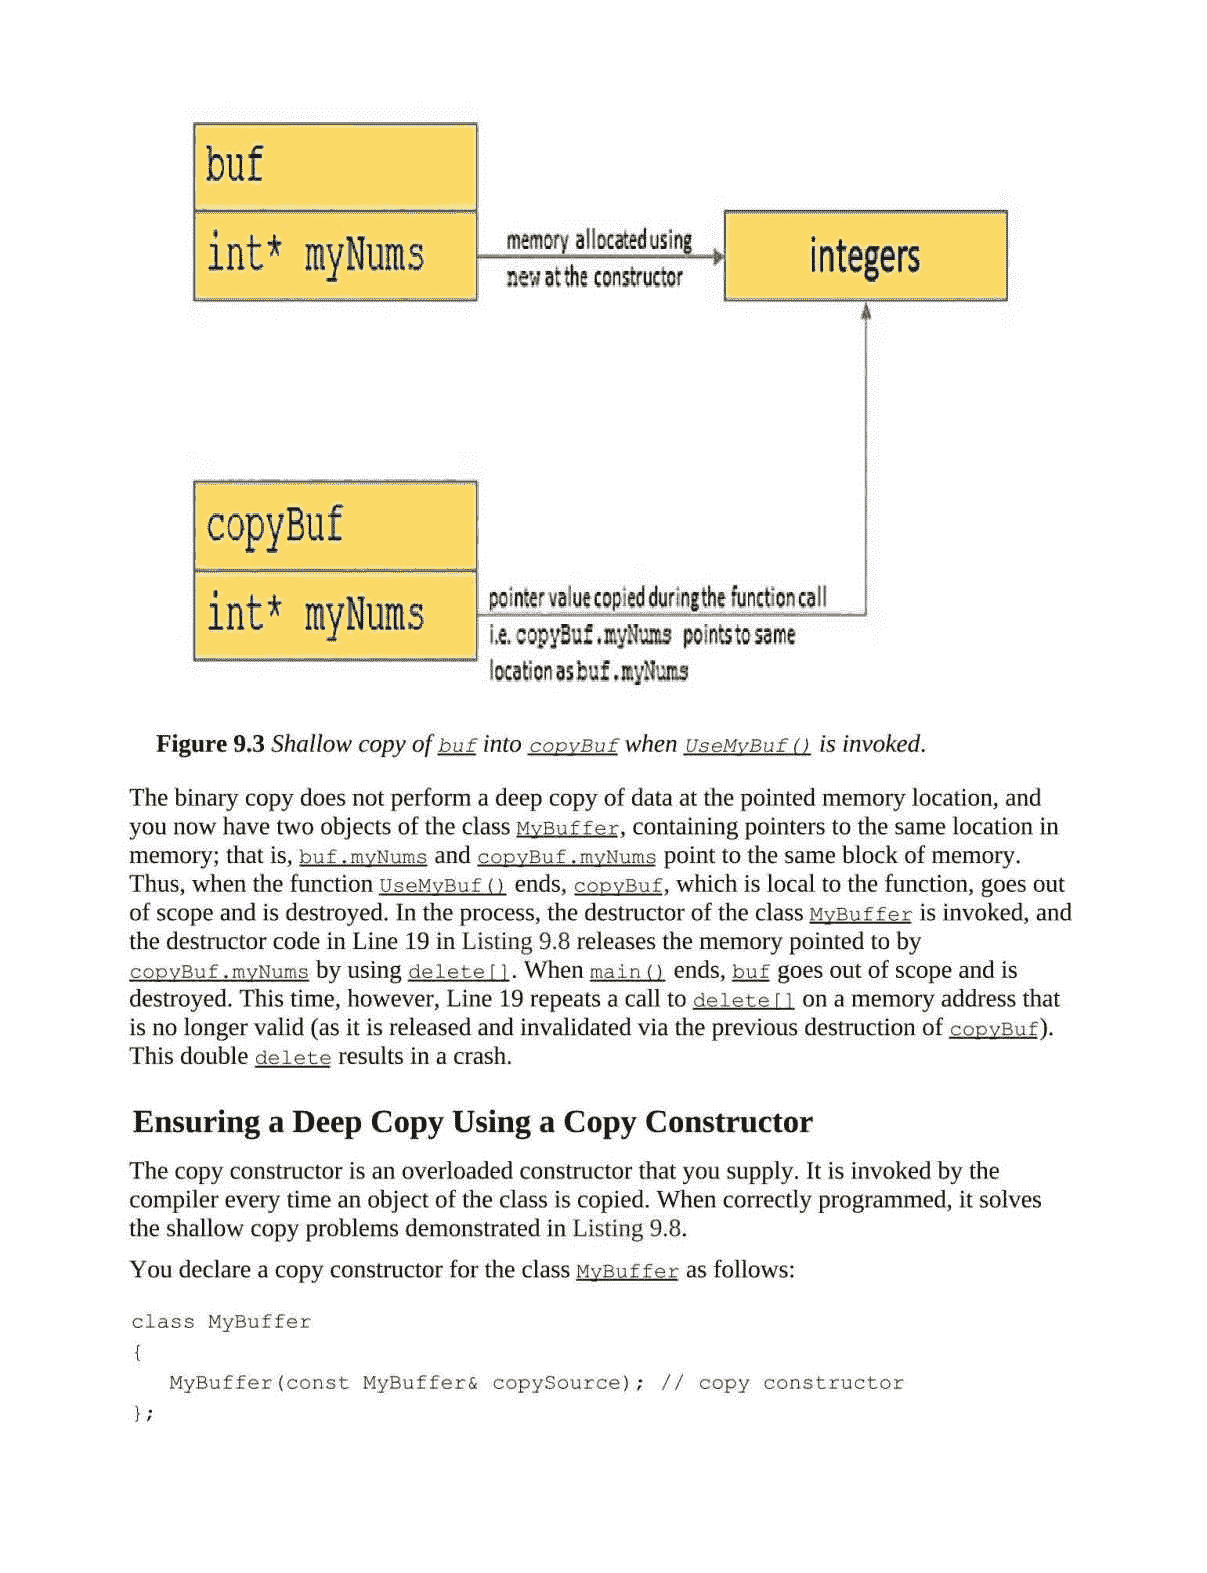 buf
int* myNums
memory allocated using
new at the constructor
integers
copyBuf
int* myNums
pointer value copied during the function call
i.e. copyBuf.myNums points to same
location as buf.myNums
Figure 9.3 Shallow copy of buf into copyBuf when UseMyBuf() is invoked.
The binary copy does not perform a deep copy of data at the pointed memory location, and
you now have two objects of the class MyBuffer, containing pointers to the same location in
memory; that is, buf.myNums and copyBuf.myNums point to the same block of memory.
Thus, when the function UseMyBuf() ends, copyBuf, which is local to the function, goes out
of scope and is destroyed. In the process, the destructor of the class MyBuffer is invoked, and
the destructor code in Line 19 in Listing 9.8 releases the memory pointed to by
copyBuf.myNums by using delete[]. When main() ends, buf goes out of scope and is
destroyed. This time, however, Line 19 repeats a call to delete[] on a memory address that
is no longer valid (as it is released and invalidated via the previous destruction of copyBuf).
This double delete results in a crash.
Ensuring a Deep Copy Using a Copy Constructor
The copy constructor is an overloaded constructor that you supply. It is invoked by the
compiler every time an object of the class is copied. When correctly programmed, it solves
the shallow copy problems demonstrated in Listing 9.8.
You declare a copy constructor for the class MyBuffer as follows:
class MyBuffer
{
MyBuffer(const MyBuffer& copySource); // copy constructor
};